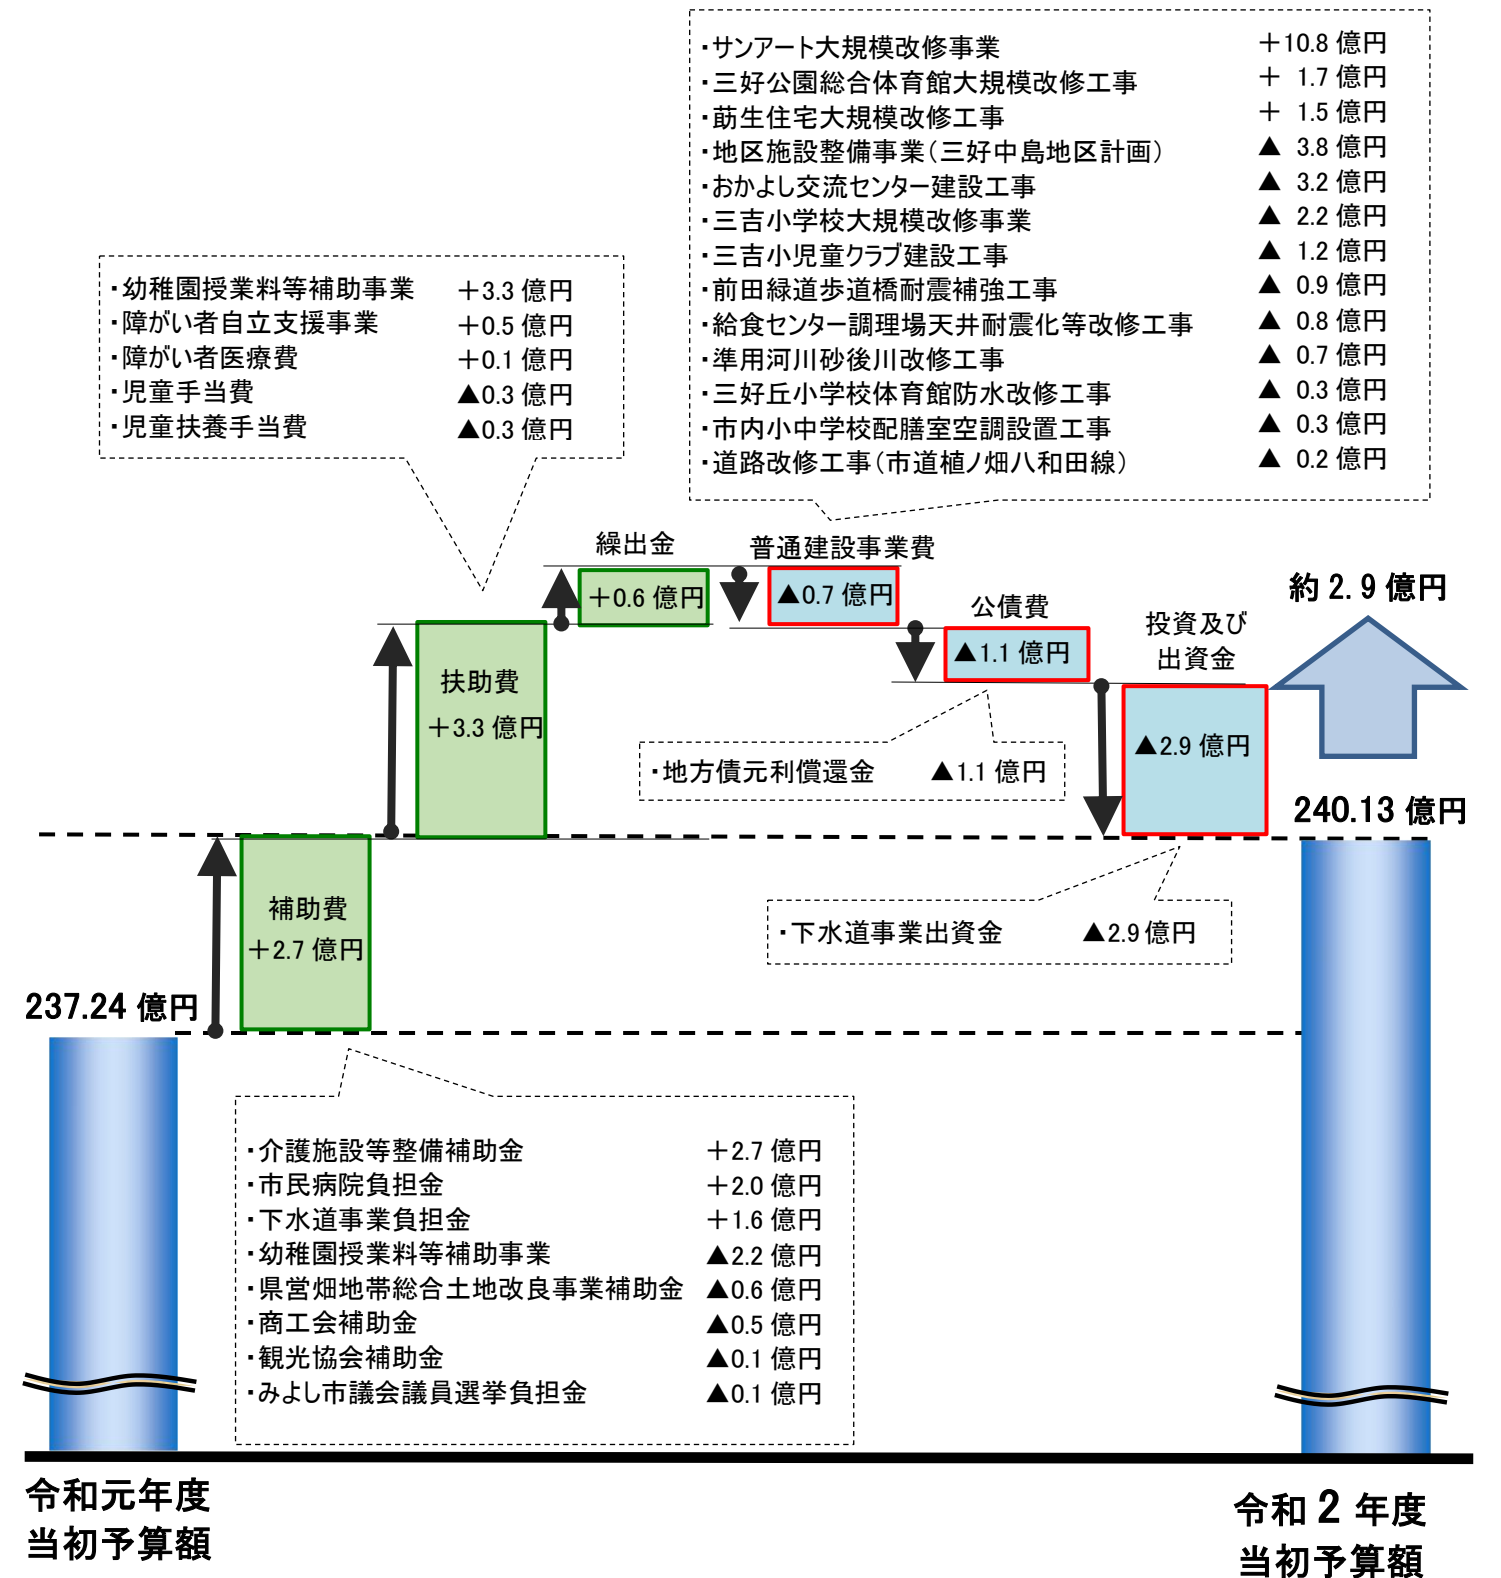 ・サンアート大規模改修事業 ＋10.8 億円
・三好公園総合体育館大規模改修工事 ＋ 1.7 億円
・莇生住宅大規模改修工事 ＋ 1.5 億円
・地区施設整備事業（三好中島地区計画） ▲ 3.8 億円
・おかよし交流センター建設工事 ▲ 3.2 億円
・三吉小学校大規模改修事業 ▲ 2.2 億円
・三吉小児童クラブ建設工事 ▲ 1.2 億円
・前田緑道歩道橋耐震補強工事 ▲ 0.9 億円
・給食センター調理場天井耐震化等改修工事 ▲ 0.8 億円
・準用河川砂後川改修工事 ▲ 0.7 億円
・三好丘小学校体育館防水改修工事 ▲ 0.3 億円
・市内小中学校配膳室空調設置工事 ▲ 0.3 億円
・道路改修工事（市道植ノ畑八和田線） ▲ 0.2 億円
・幼稚園授業料等補助事業 ＋3.3 億円
・障がい者自立支援事業 ＋0.5 億円
・障がい者医療費 ＋0.1 億円
・児童手当費 ▲0.3 億円
・児童扶養手当費 ▲0.3 億円
繰出金
＋0.6 億円
普通建設事業費
▲0.7 億円
公債費
▲1.1 億円
投資及び
出資金
▲2.9 億円
約 2.9 億円
扶助費
＋3.3 億円
・地方債元利償還金 ▲1.1 億円
240.13 億円
補助費
＋2.7 億円
・下水道事業出資金 ▲2.9 億円
237.24 億円
・介護施設等整備補助金 ＋2.7 億円
・市民病院負担金 ＋2.0 億円
・下水道事業負担金 ＋1.6 億円
・幼稚園授業料等補助事業 ▲2.2 億円
・県営畑地帯総合土地改良事業補助金 ▲0.6 億円
・商工会補助金 ▲0.5 億円
・観光協会補助金 ▲0.1 億円
・みよし市議会議員選挙負担金 ▲0.1 億円
令和元年度
当初予算額
令和 2 年度
当初予算額